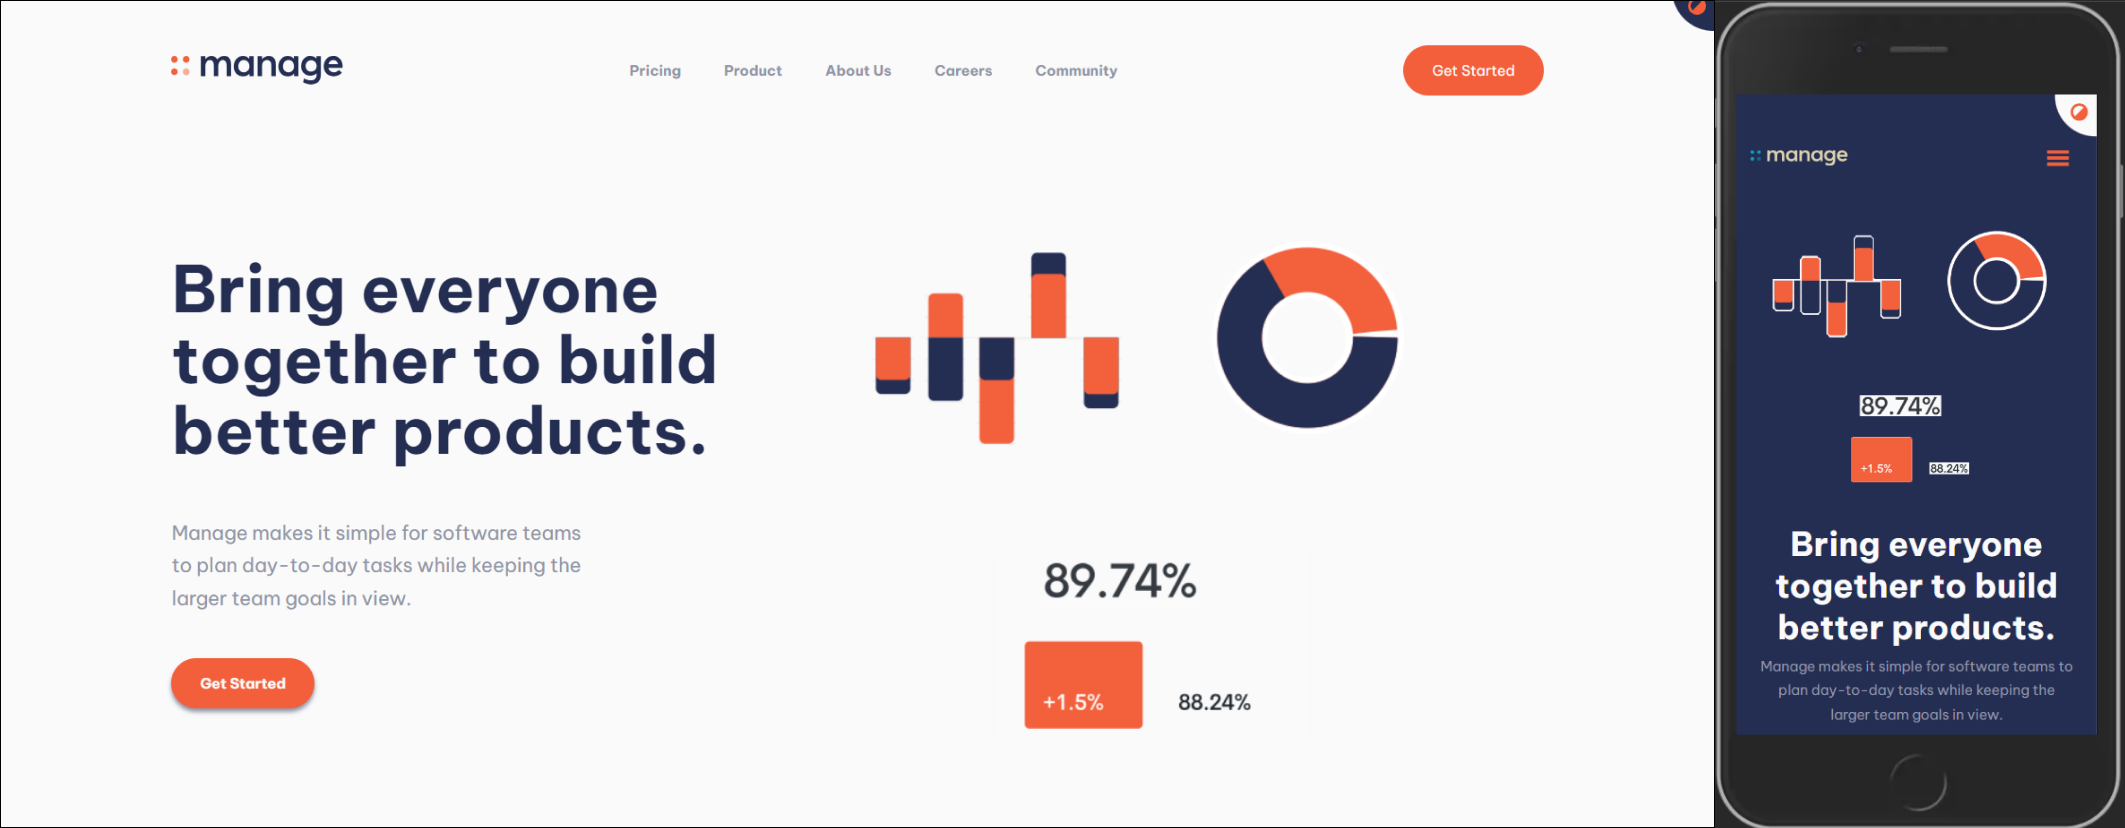 manage
Pricing
Product
About Us
Careers
Community
Get Started
Bring everyone
together to build
better products.
Manage makes it simple for software teams
to plan day-to-day tasks while keeping the
larger team goals in view.
Get Started
89.74%
+1.5%
88.24%
manage
89.74%
+1.5%
88.24%
Bring everyone
together to build
better products.
Manage makes it simple for software teams to
plan day-to-day tasks while keeping the
larger team goals in view.